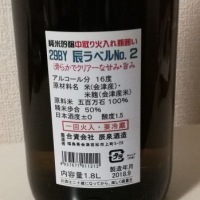 純米吟醸中取り火入れ瓶囲い
29BY 辰ラベルNo.2
滑らかでクリアーな甘み・旨み
アルコール分 16度
原材料名 米(会津産)・
米麹(会津産米)
原料米 五百万石 100%
精米歩合 50%
日本酒度±0 酸度1.5
一回火入・要冷蔵
合資会社 辰泉酒造
内容量1.8L
製造年月
2018.9